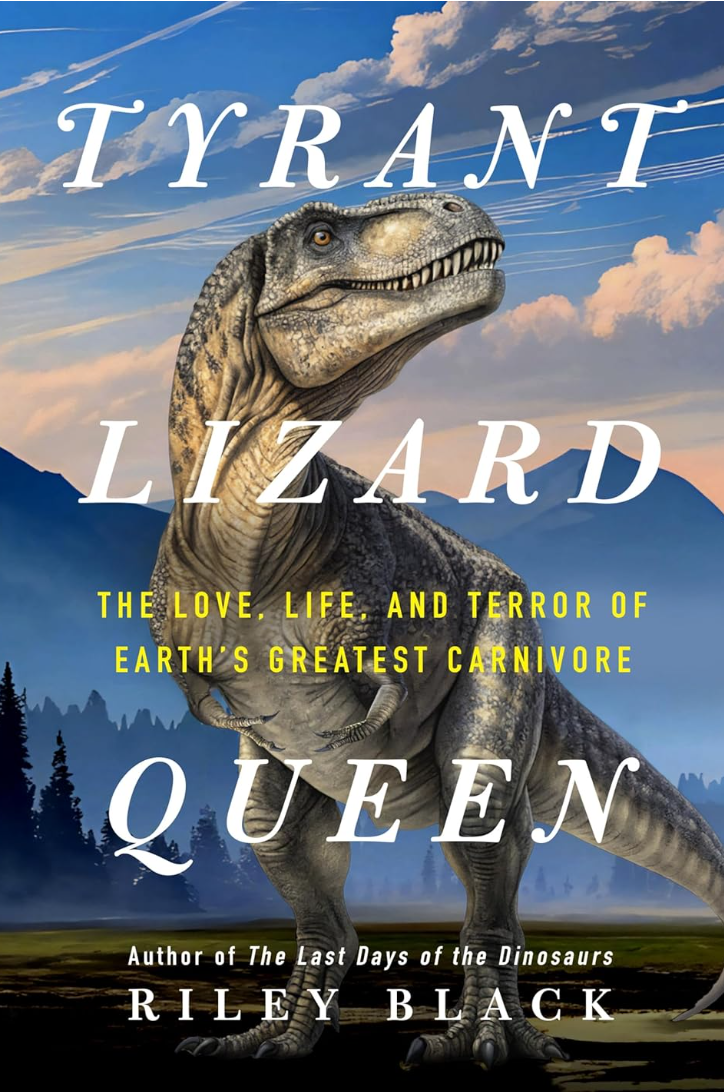 TYRANT
LIZARD
THE LOVE, LIFE, AND TERROR OF
EARTH'S GREATEST CARNIVORE
QUEEN
Author of The Last Days of the Dinosaurs
RILEY BLACK